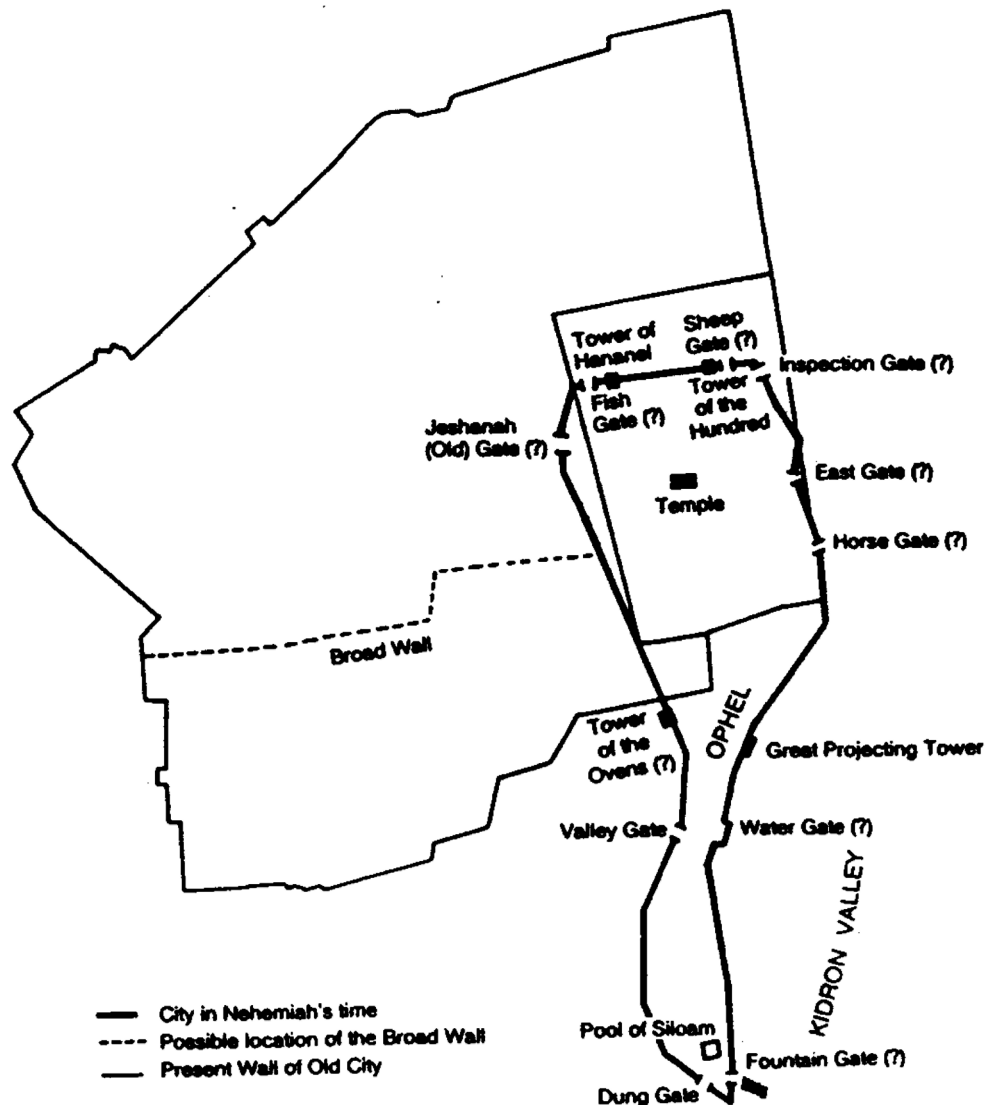 Tower of
Hananel
Sheep
Gate (?)
Inspection Gate (?)
Fish
Gate (?)
Tower
of the
Hundred
Jeshanah
(Old) Gate (?)
East Gate (?)
Temple
Horse Gate (?)
Broad Wall
OPHEL
Tower
of the
Ovens (?)
Great Projecting Tower
Valley Gate
Water Gate (?)
KIDRON VALLEY
City in Nehemiah's time
Possible location of the Broad Wall
Present Wall of Old City
Pool of Siloam
Fountain Gate (?)
Dung Gate